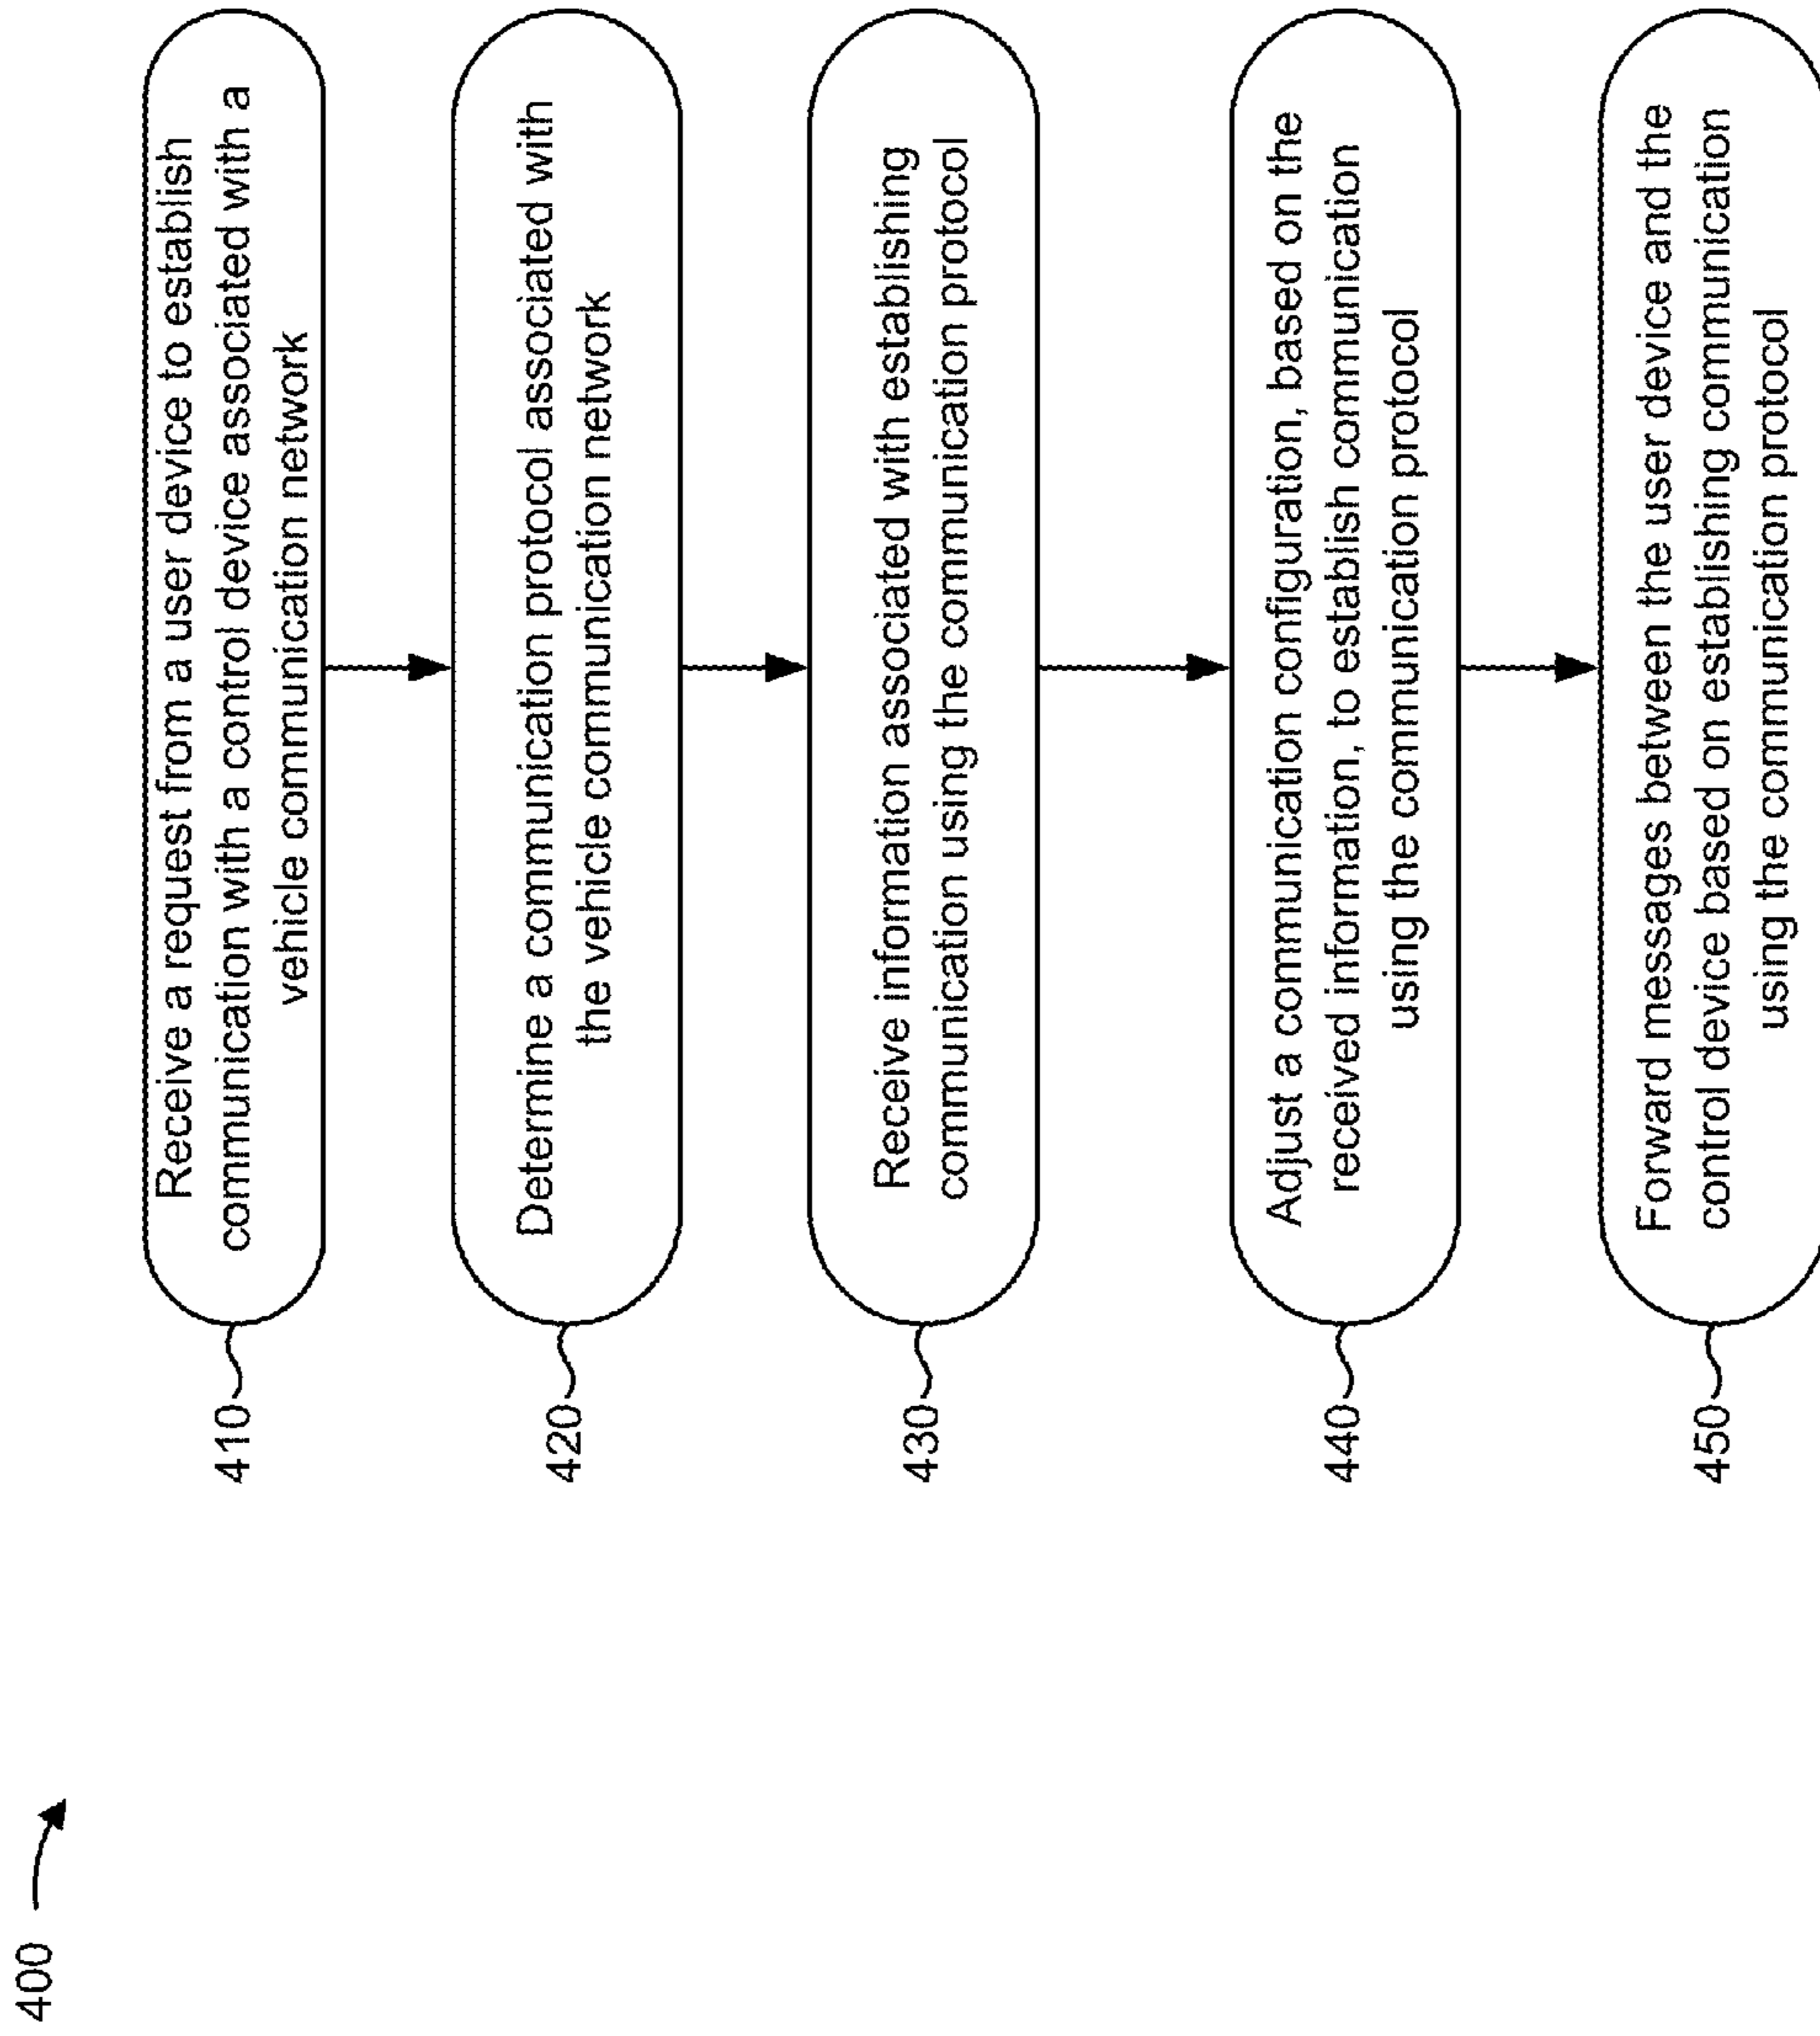 400
410
Receive a request from a user device to establish
communication with a control device associated with a
vehicle communication network
420
Determine a communication protocol associated with
the vehicle communication network
430
Receive information associated with establishing
communication using the communication protocol
440
Adjust a communication configuration, based on the
received information, to establish communication
using the communication protocol
450
Forward messages between the user device and the
control device based on establishing communication
using the communication protocol